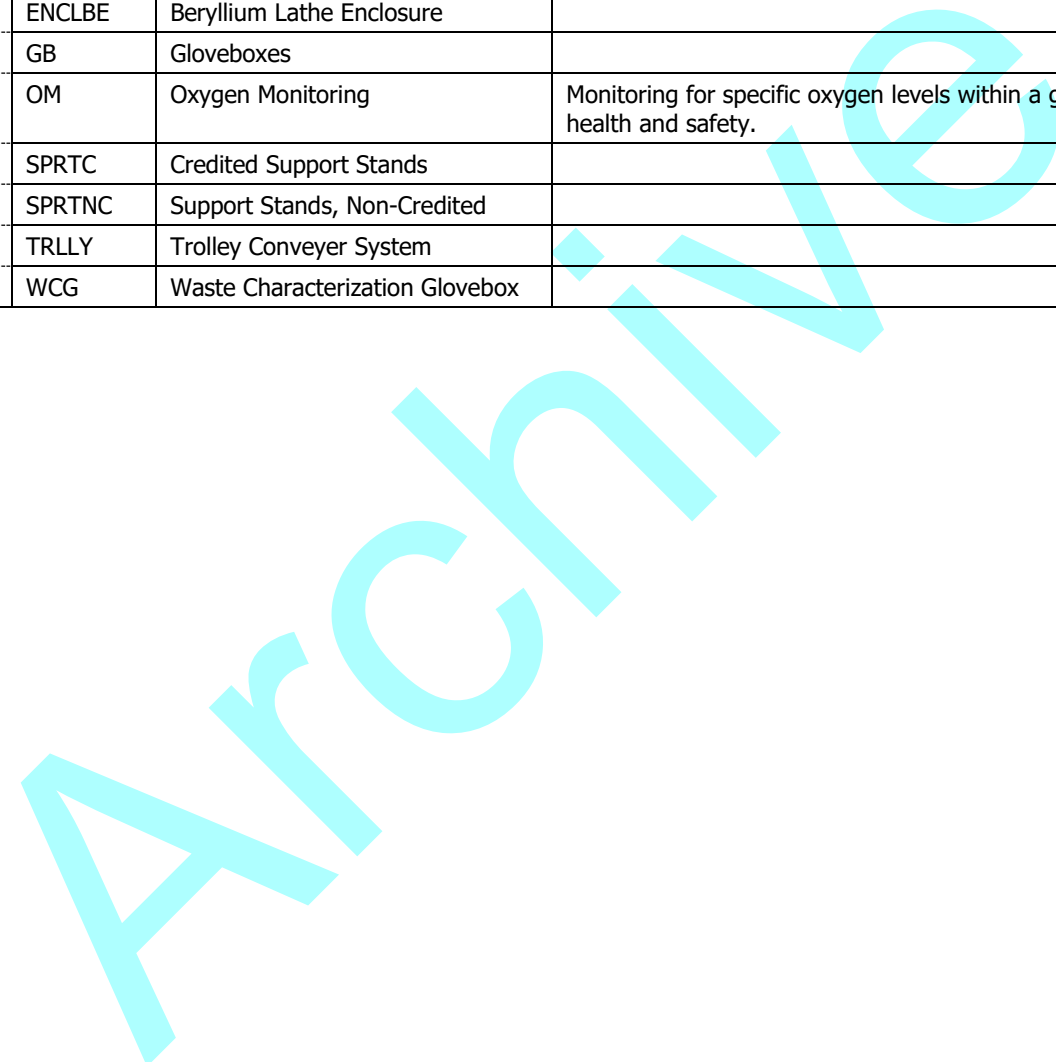 ENCLBE Beryllium Lathe Enclosure
GB Gloveboxes
OM Oxygen Monitoring Monitoring for specific oxygen levels within a
health and safety.
SPRTC Credited Support Stands
SPRTNC Support Stands, Non-Credited
TRLLY Trolley Conveyer System
WCG Waste Characterization Glovebox
Archive